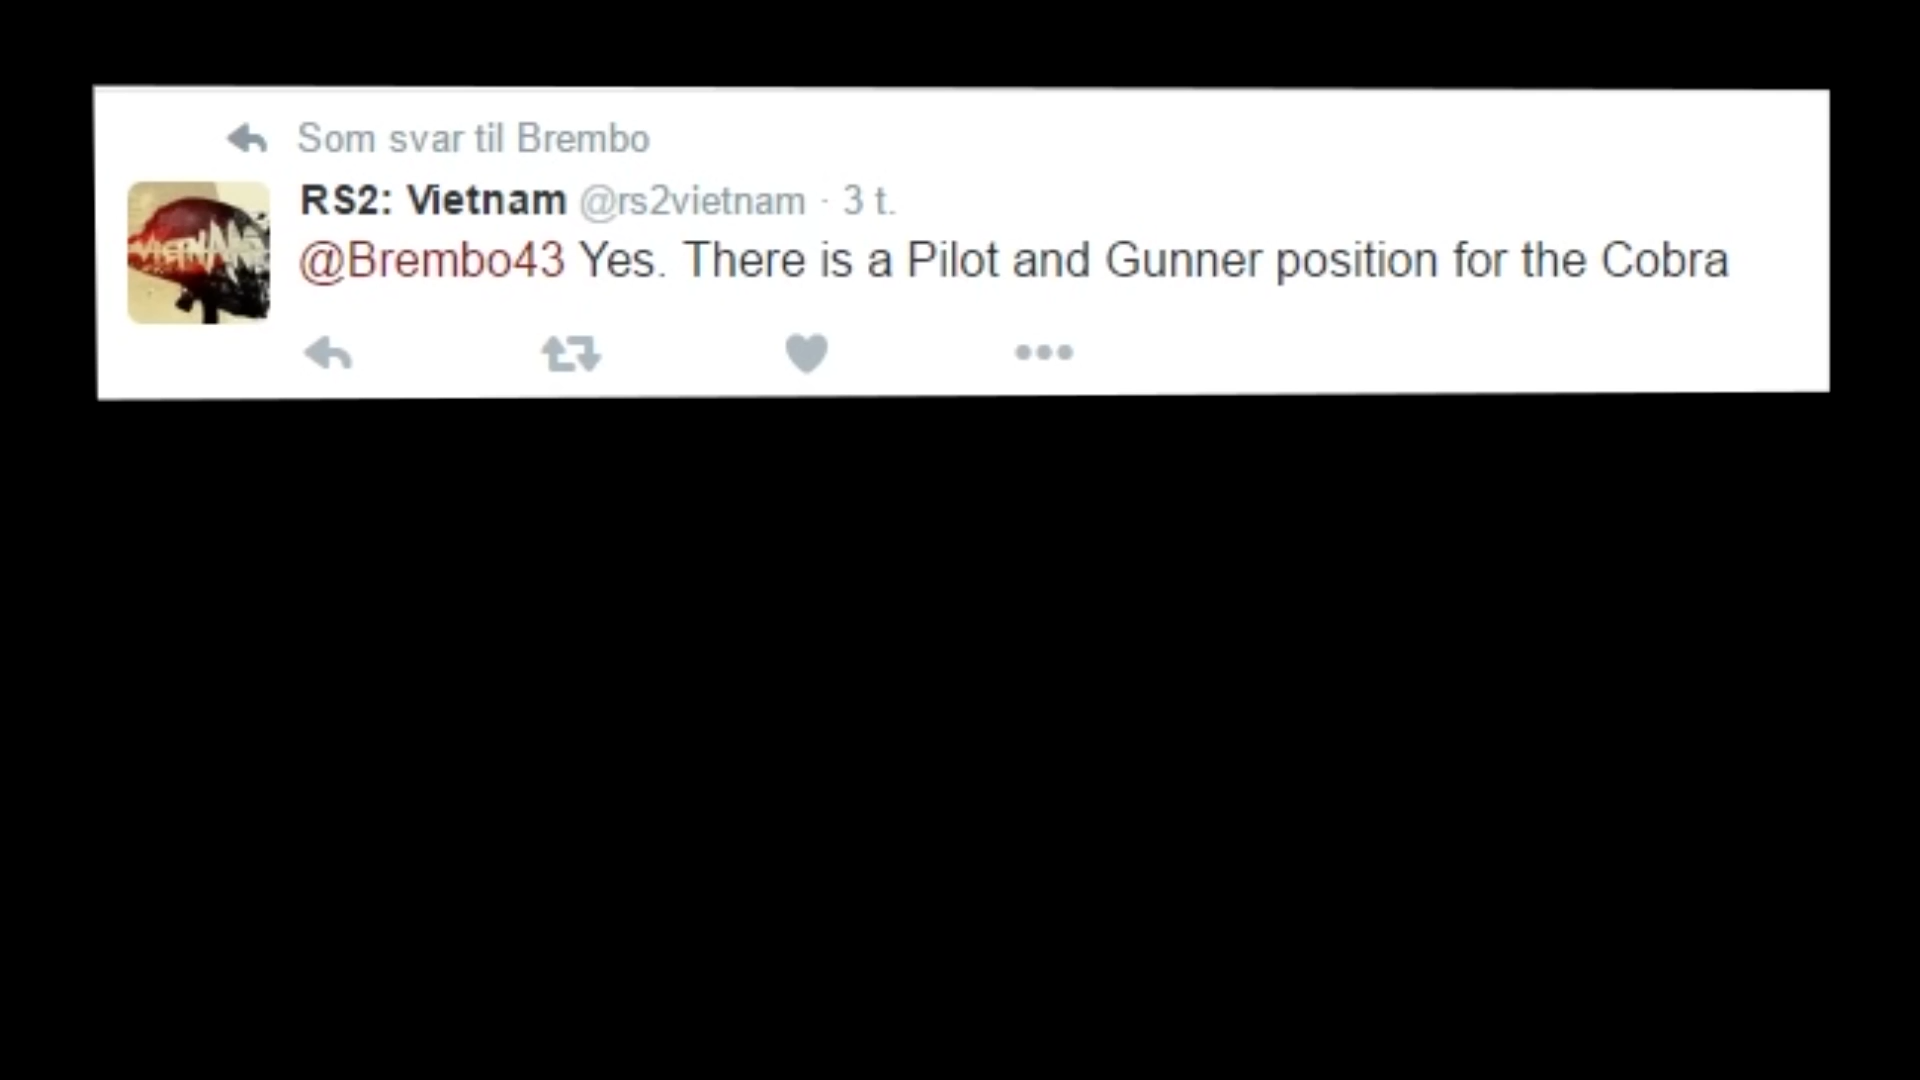 Som svar til Brembo
RS2: Vietnam @rs2vietnam · 3 t.
@Brembo43 Yes. There is a Pilot and Gunner position for the Cobra
VIETNAM